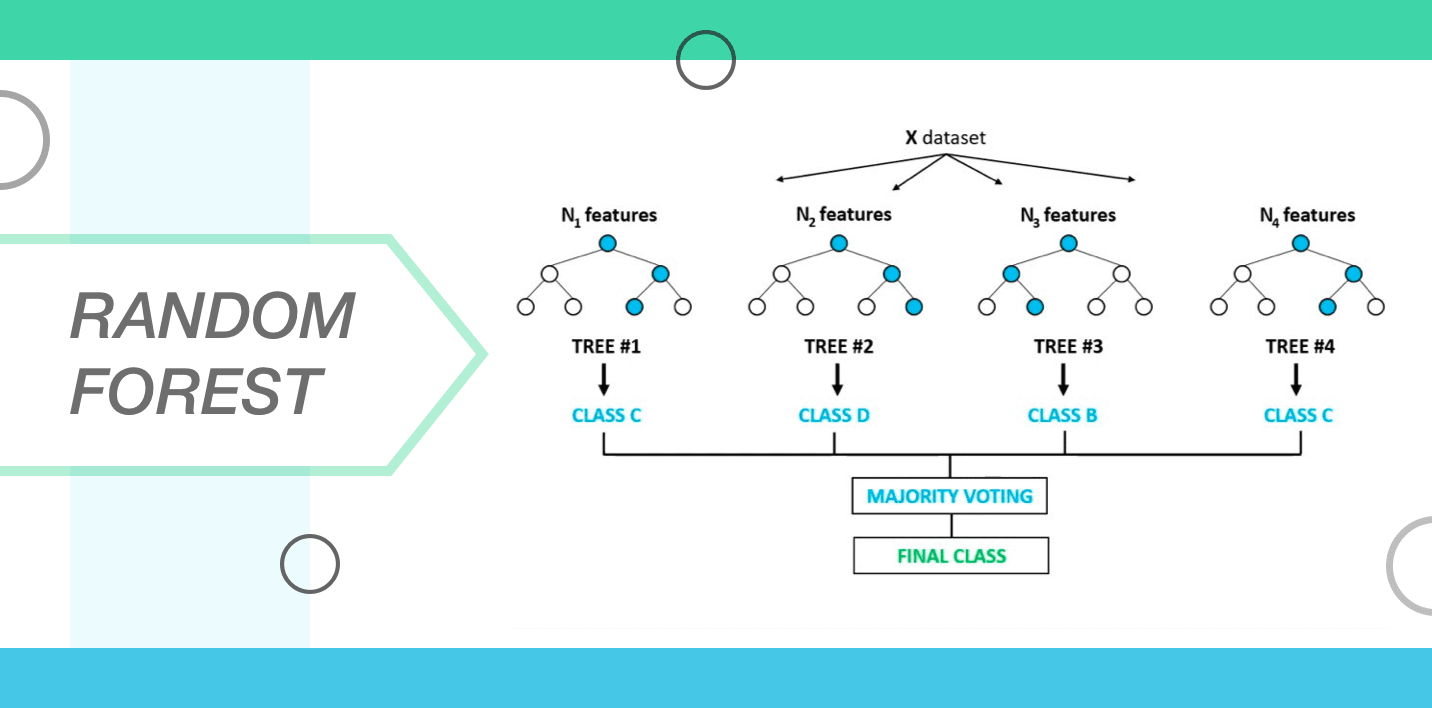 RANDOM
FOREST
X dataset
N1 features
N2 features
N3 features
N4 features
TREE #1
TREE #2
TREE #3
TREE #4
CLASS C
CLASS D
CLASS B
CLASS C
MAJORITY VOTING
FINAL CLASS